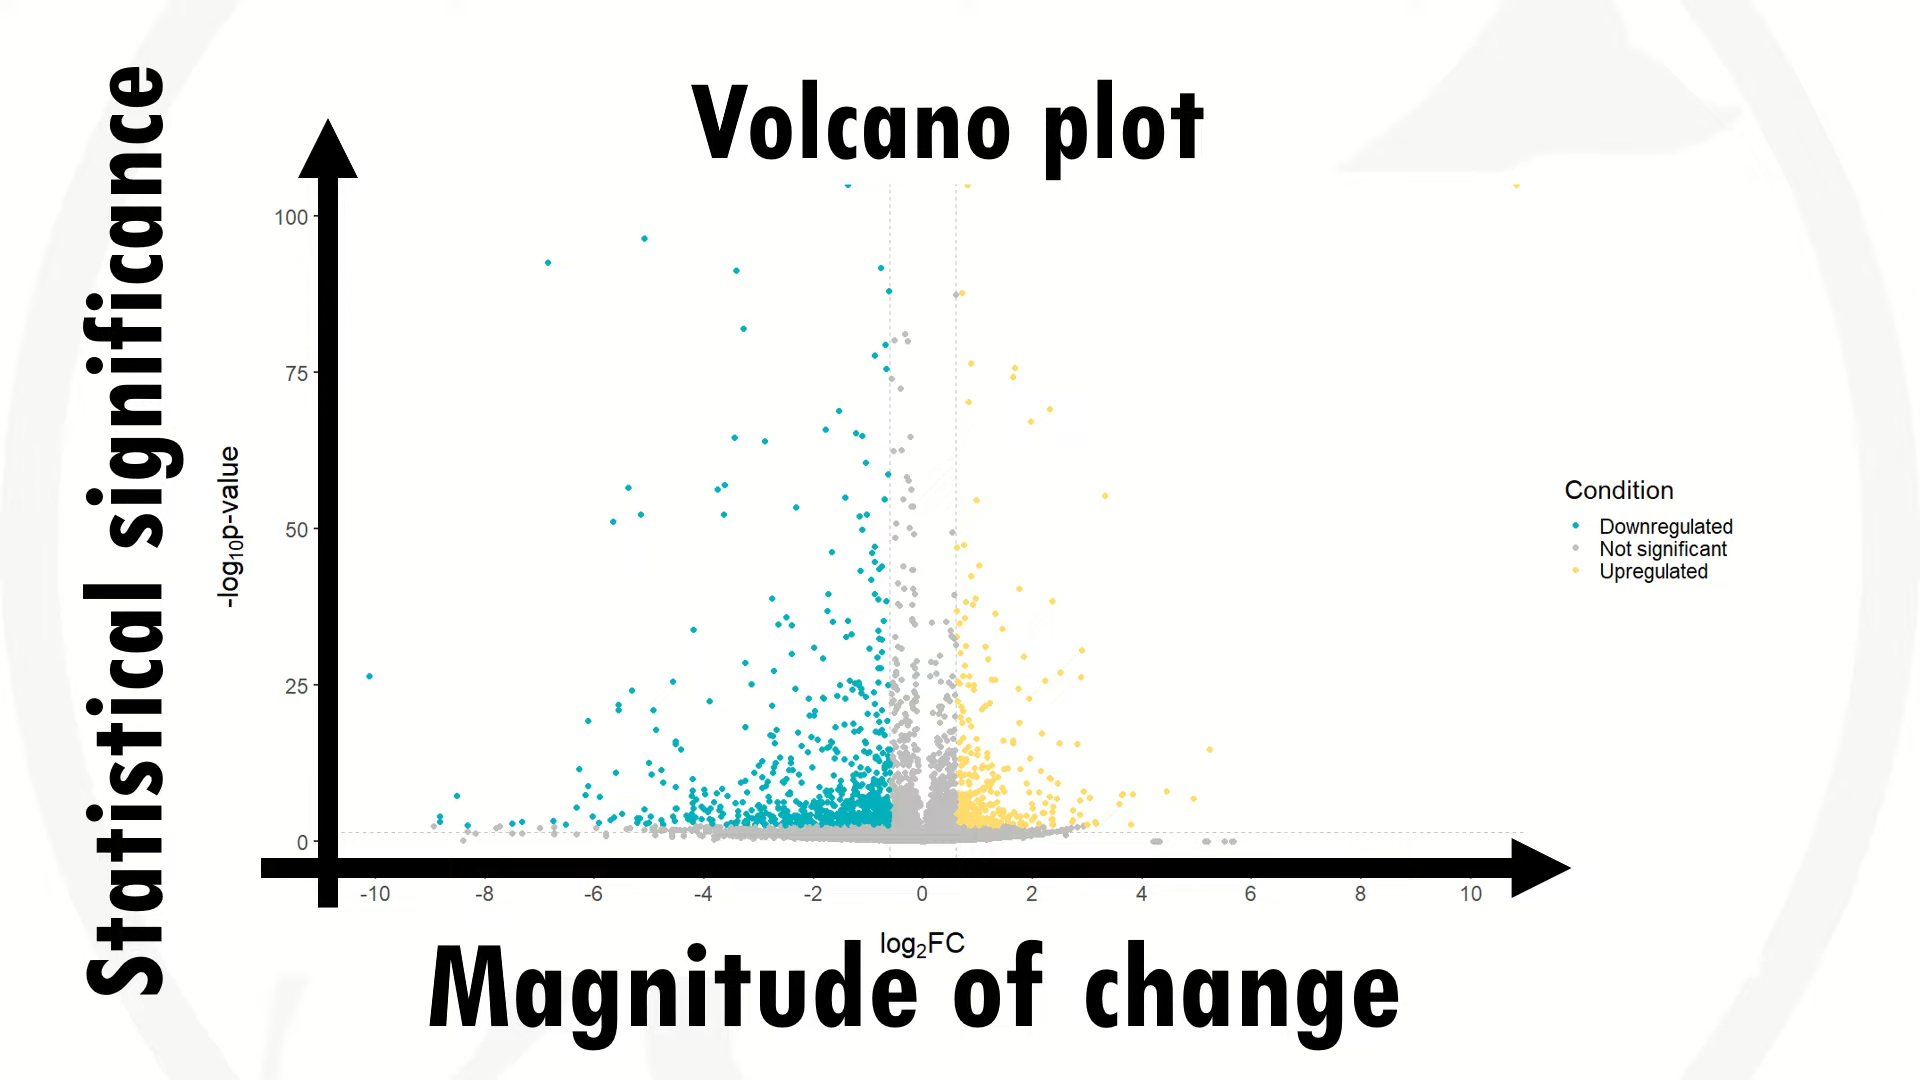 Volcano plot
Statistical significance
-log10p-value
100
75
50
25
0
-10 -8 -6 -4 -2 0 2 4 6 8 10
log2FC
Magnitude of change
Condition
Downregulated
Not significant
Upregulated